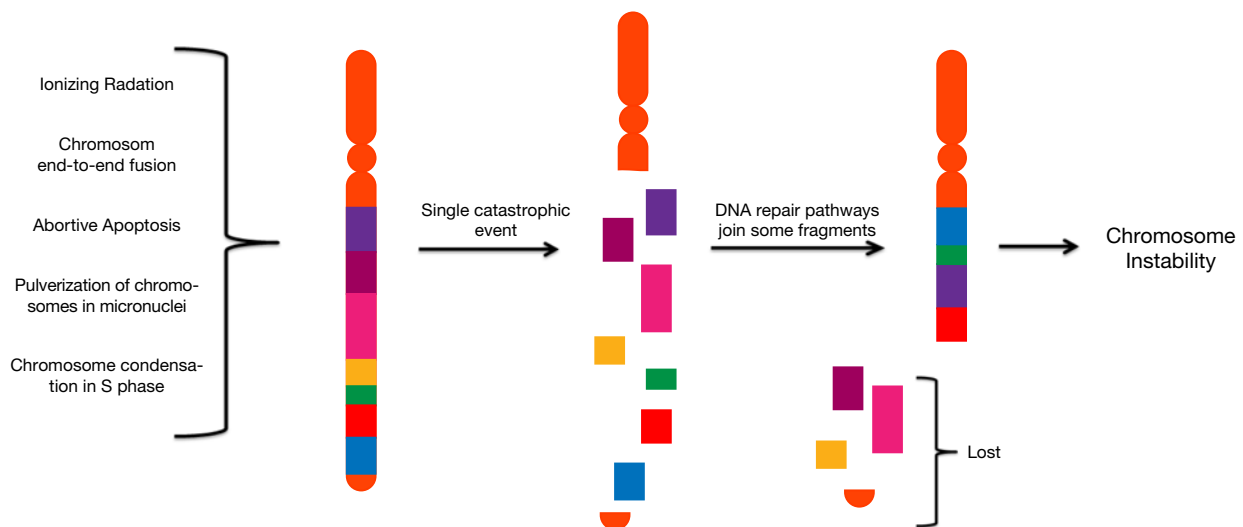 Ionizing Radation
Chromosom
end-to-end fusion
Abortive Apoptosis
Pulverization of chromo-
somes in micronuclei
Chromosome condensa-
tion in S phase
Single catastrophic
event
DNA repair pathways
join some fragments
Lost
Chromosome
Instability